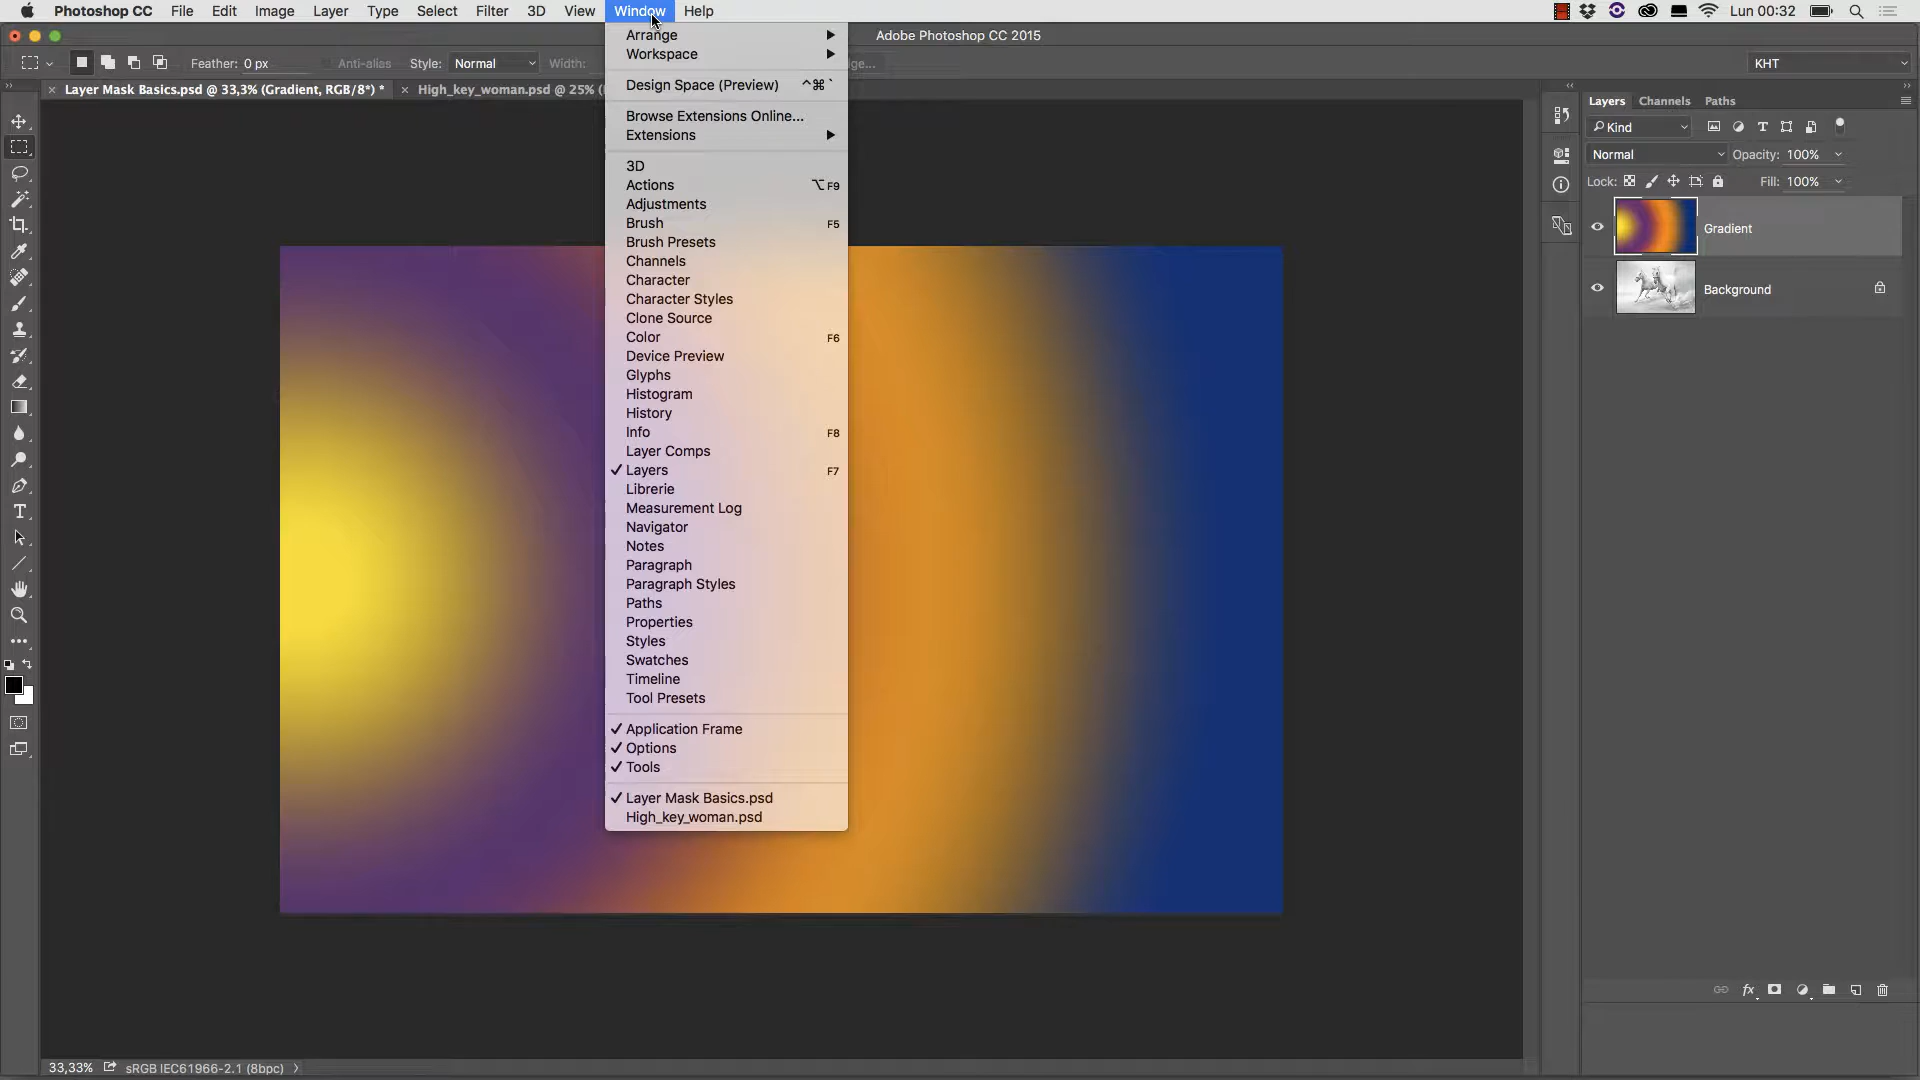 Photoshop CC File Edit Image Layer Type Select Filter 3D View Window Help Lun 00:32
Adobe Photoshop CC 2015
Feather: 0 px Anti-alias Style: Normal Width: KHT
Layer Mask Basics.psd @ 33,3% (Gradient, RGB/8*) * High_key_woman.psd @ 25% (
Arrange
Workspace
Design Space (Preview) ^⌘`
Browse Extensions Online...
Extensions
3D
Actions ⌥F9
Adjustments
Brush F5
Brush Presets
Channels
Character
Character Styles
Clone Source
Color F6
Device Preview
Glyphs
Histogram
History
Info F8
Layer Comps
✓ Layers F7
Librerie
Measurement Log
Navigator
Notes
Paragraph
Paragraph Styles
Paths
Properties
Styles
Swatches
Timeline
Tool Presets
✓ Application Frame
✓ Options
✓ Tools
✓ Layer Mask Basics.psd
High_key_woman.psd
Layers Channels Paths
Kind
Normal Opacity: 100%
Lock: Fill: 100%
Gradient
Background
fx
33,33% sRGB IEC61966-2.1 (8bpc)